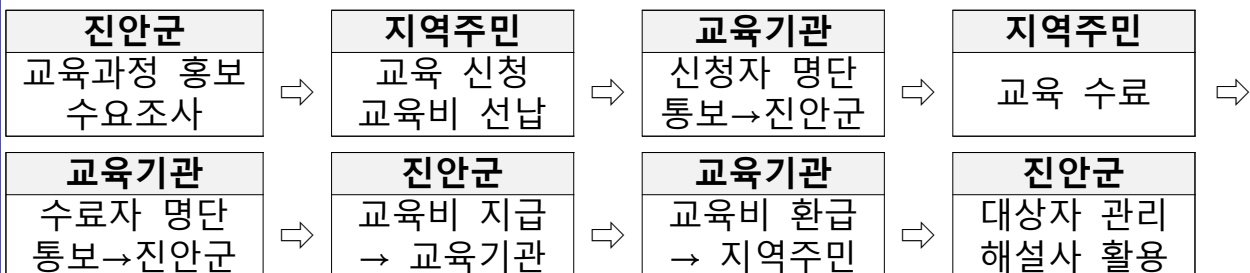 진안군
교육과정 홍보
수요조사
⇨
지역주민
교육 신청
교육비 선납
⇨
교육기관
신청자 명단
통보→진안군
⇨
지역주민
교육 수료
⇨
교육기관
수료자 명단
통보→진안군
⇨
진안군
교육비 지급
→ 교육기관
⇨
교육기관
교육비 환급
→ 지역주민
⇨
진안군
대상자 관리
해설사 활용